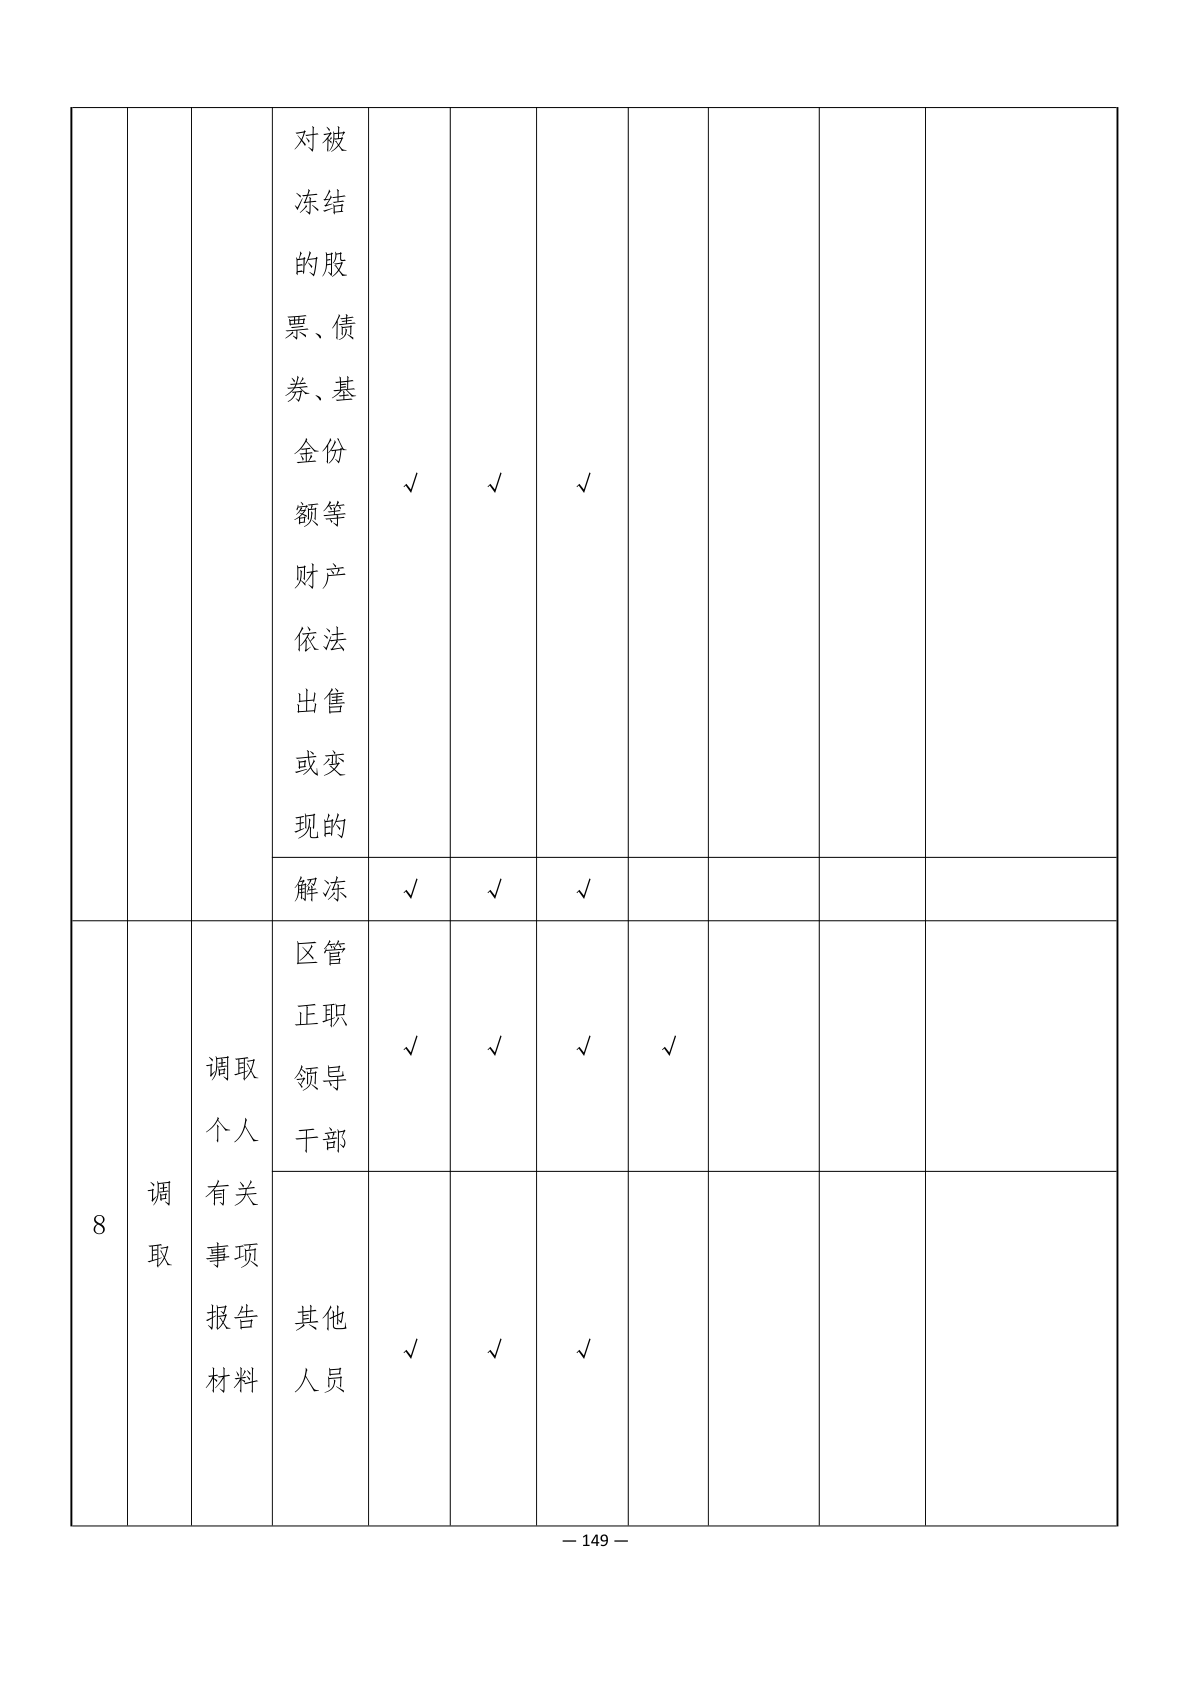 对被
冻结
的股
票、债
券、基
金份
额等
财产
依法
出售
或变
现的
√ √ √
解冻 √ √ √
8
调
取
调取
个人
有关
事项
报告
材料
区管
正职
领导
干部
√ √ √ √
其他
人员
√ √ √
— 149 —